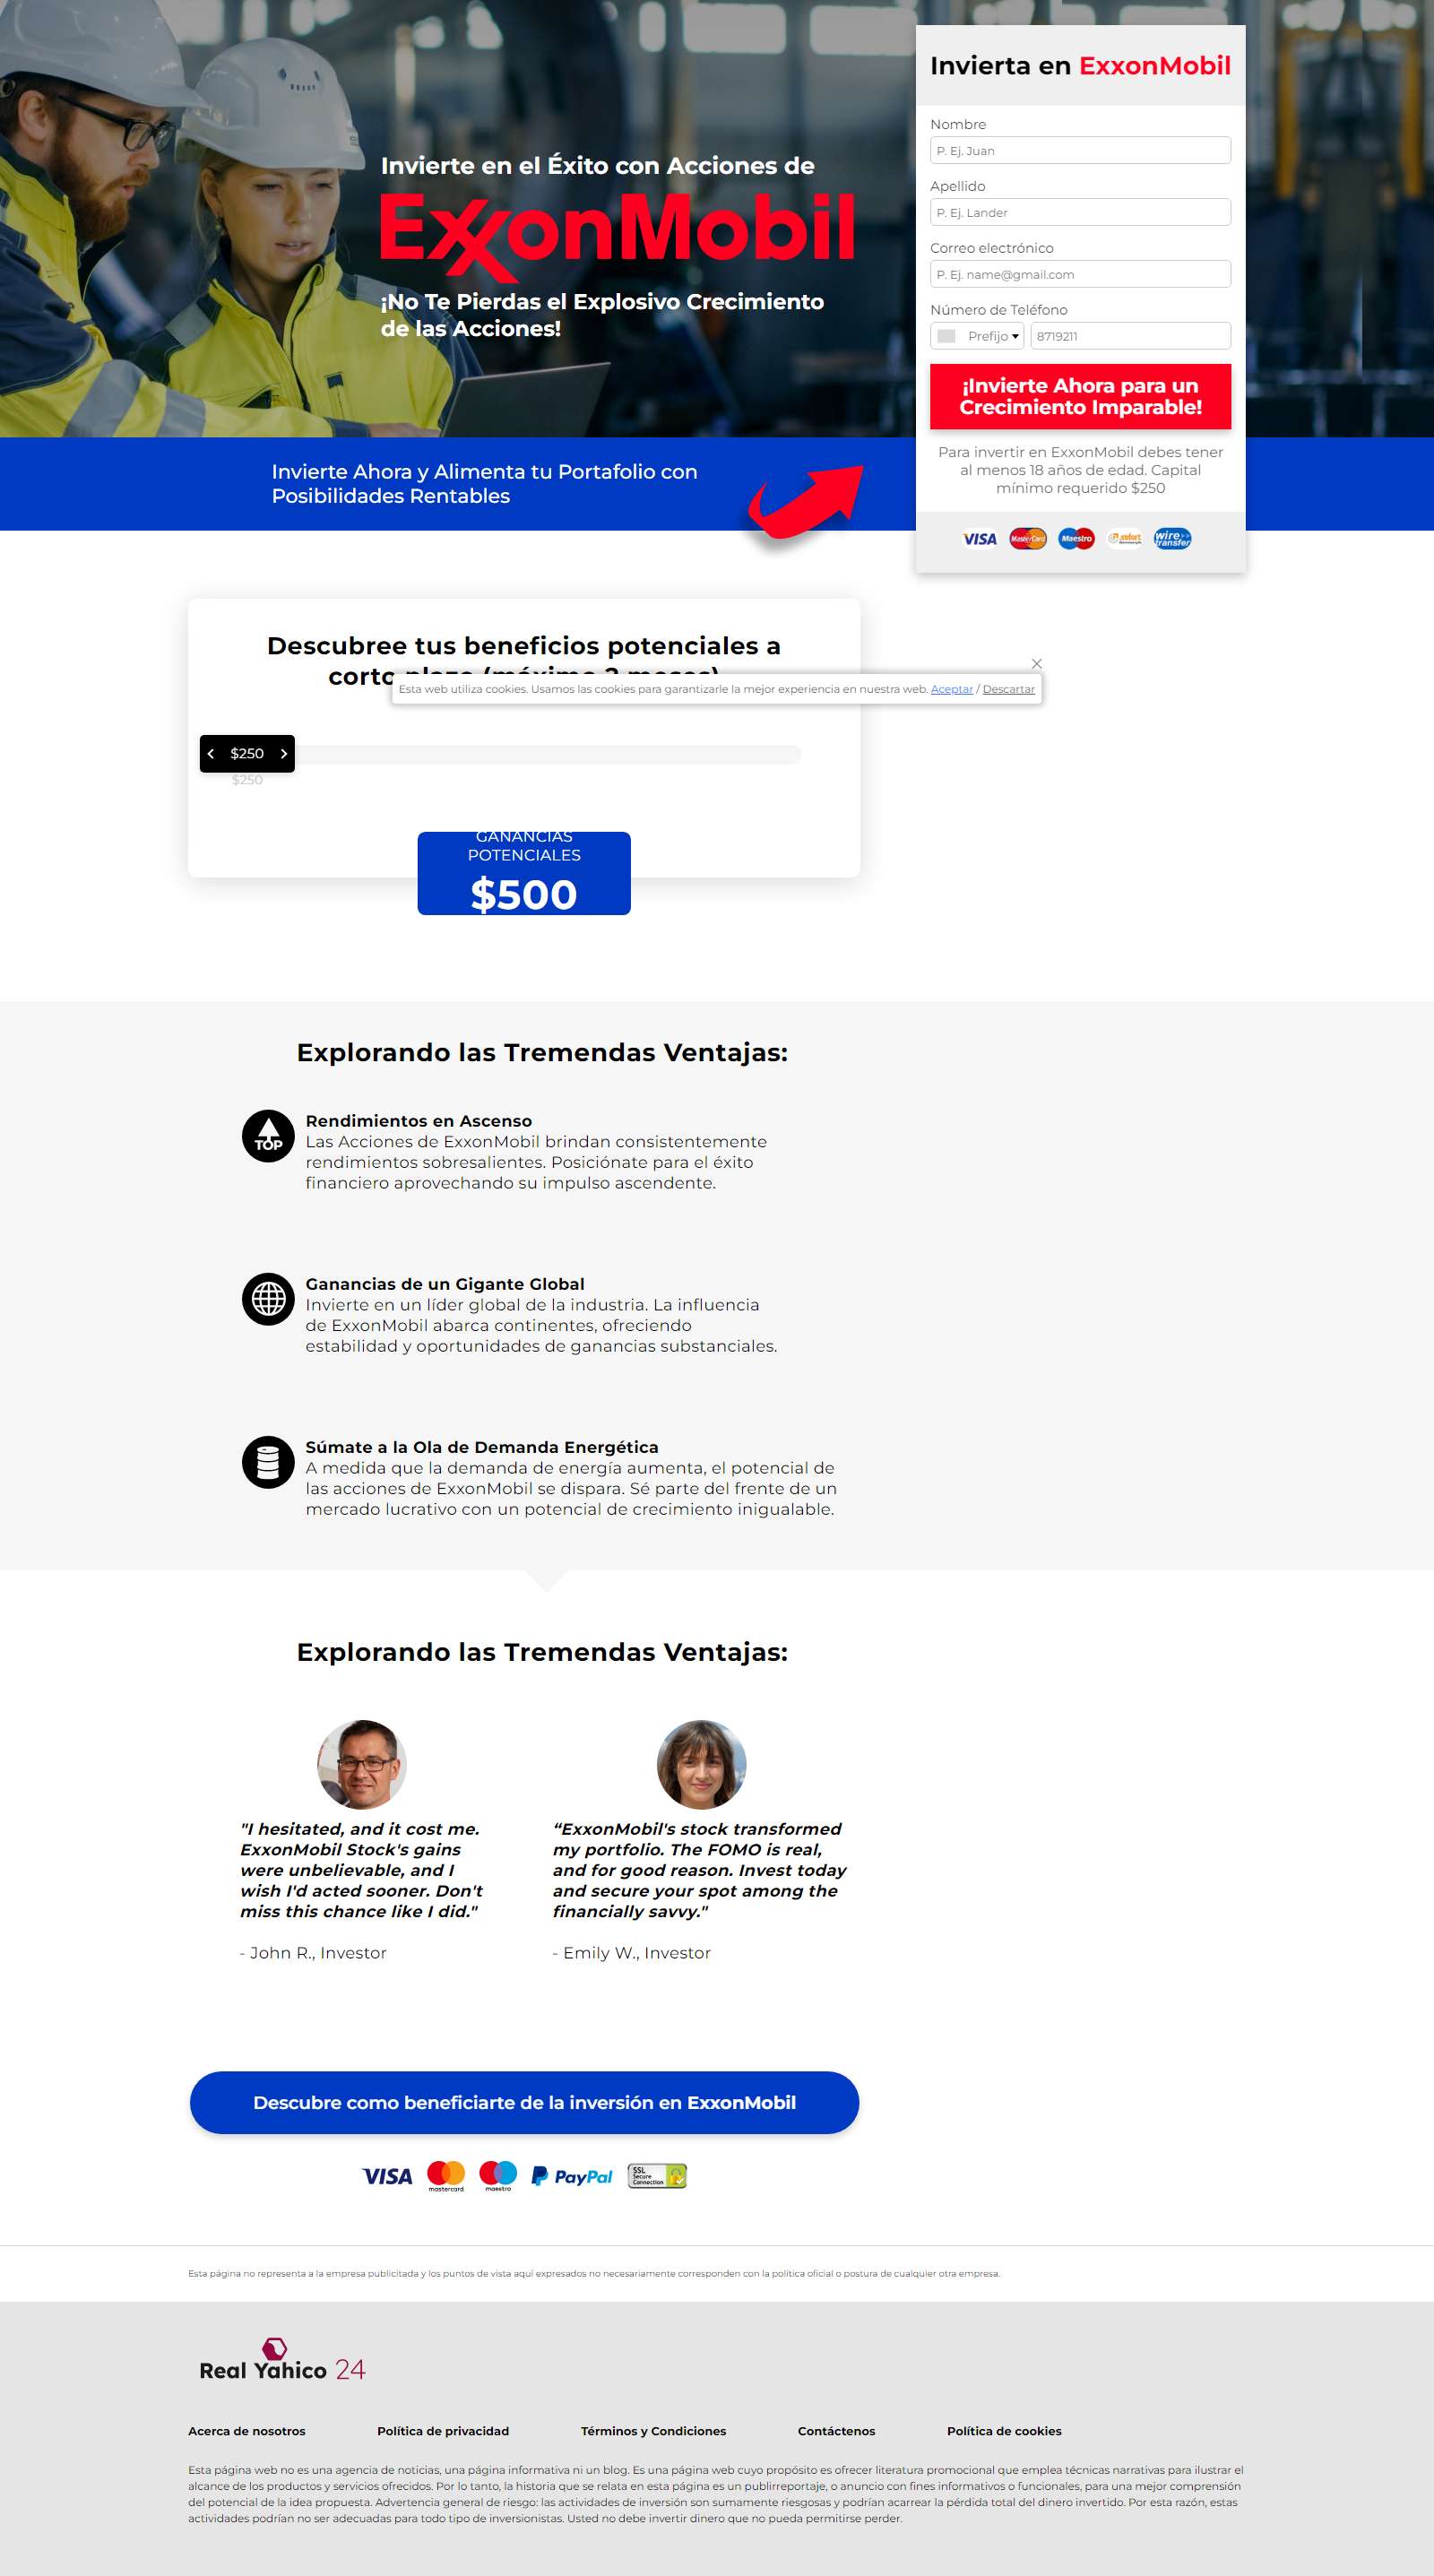 Invierte en el Éxito con Acciones de
ExxonMobil
¡No Te Pierdas el Explosivo Crecimiento
de las Acciones!
Invierte Ahora y Alimenta tu Portafolio con
Posibilidades Rentables
Invierta en ExxonMobil
Nombre
P. Ej. Juan
Apellido
P. Ej. Lander
Correo electrónico
P. Ej. name@gmail.com
Número de Teléfono
Prefijo 8719211
¡Invierte Ahora para un
Crecimiento Imparable!
Para invertir en ExxonMobil debes tener
al menos 18 años de edad. Capital
mínimo requerido $250
VISA MasterCard Maestro sofort wire transfer
Descubree tus beneficios potenciales a
corto plazo (máximo 2 meses)
Esta web utiliza cookies. Usamos las cookies para garantizarle la mejor experiencia en nuestra web. Aceptar / Descartar
$250
$250
GANANCIAS
POTENCIALES
$500
Explorando las Tremendas Ventajas:
TOP
Rendimientos en Ascenso
Las Acciones de ExxonMobil brindan consistentemente
rendimientos sobresalientes. Posiciónate para el éxito
financiero aprovechando su impulso ascendente.
Ganancias de un Gigante Global
Invierte en un líder global de la industria. La influencia
de ExxonMobil abarca continentes, ofreciendo
estabilidad y oportunidades de ganancias substanciales.
Súmate a la Ola de Demanda Energética
A medida que la demanda de energía aumenta, el potencial de
las acciones de ExxonMobil se dispara. Sé parte del frente de un
mercado lucrativo con un potencial de crecimiento inigualable.
Explorando las Tremendas Ventajas:
"I hesitated, and it cost me.
ExxonMobil Stock's gains
were unbelievable, and I
wish I'd acted sooner. Don't
miss this chance like I did."
- John R., Investor
“ExxonMobil's stock transformed
my portfolio. The FOMO is real,
and for good reason. Invest today
and secure your spot among the
financially savvy."
- Emily W., Investor
Descubre como beneficiarte de la inversión en ExxonMobil
VISA mastercard maestro PayPal SSL Secure Connection
Esta página no representa a la empresa publicitada y los puntos de vista aquí expresados no necesariamente corresponden con la política oficial o postura de cualquier otra empresa.
Real Yahico 24
Acerca de nosotros Política de privacidad Términos y Condiciones Contáctenos Política de cookies
Esta página web no es una agencia de noticias, una página informativa ni un blog. Es una página web cuyo propósito es ofrecer literatura promocional que emplea técnicas narrativas para ilustrar el
alcance de los productos y servicios ofrecidos. Por lo tanto, la historia que se relata en esta página es un publirreportaje, o anuncio con fines informativos o funcionales, para una mejor comprensión
del potencial de la idea propuesta. Advertencia general de riesgo: las actividades de inversión son sumamente riesgosas y podrían acarrear la pérdida total del dinero invertido. Por esta razón, estas
actividades podrían no ser adecuadas para todo tipo de inversionistas. Usted no debe invertir dinero que no pueda permitirse perder.